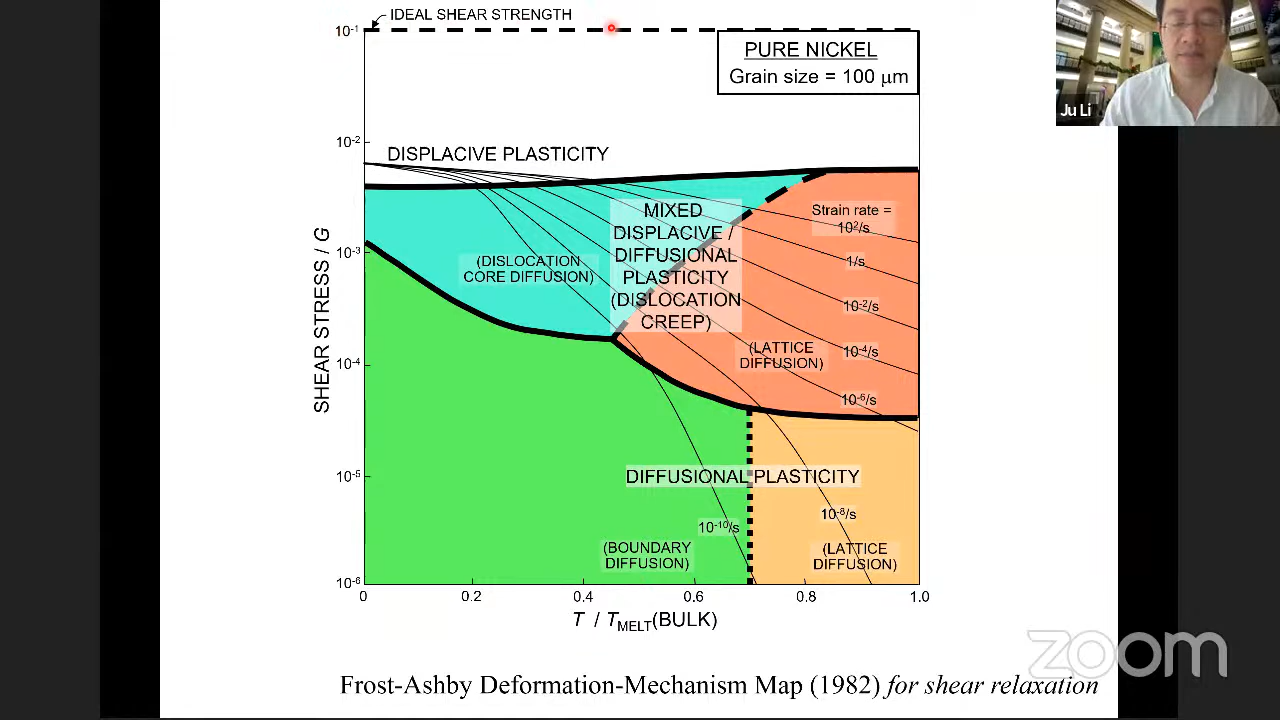 IDEAL SHEAR STRENGTH
10⁻¹
PURE NICKEL
Grain size = 100 μm
Ju Li
10⁻²
DISPLACIVE PLASTICITY
MIXED
DISPLACIVE /
DIFFUSIONAL
PLASTICITY
(DISLOCATION
CREEP)
Strain rate =
10²/s
(DISLOCATION
CORE DIFFUSION)
10⁻³
1/s
10⁻²/s
SHEAR STRESS / G
(LATTICE
DIFFUSION)
10⁻⁴/s
10⁻⁴
10⁻⁶/s
10⁻⁵
DIFFUSIONAL PLASTICITY
10⁻¹⁰/s
10⁻⁸/s
(BOUNDARY
DIFFUSION)
(LATTICE
DIFFUSION)
10⁻⁶
0 0.2 0.4 0.6 0.8 1.0
T / T_MELT(BULK)
zoom
Frost-Ashby Deformation-Mechanism Map (1982) for shear relaxation